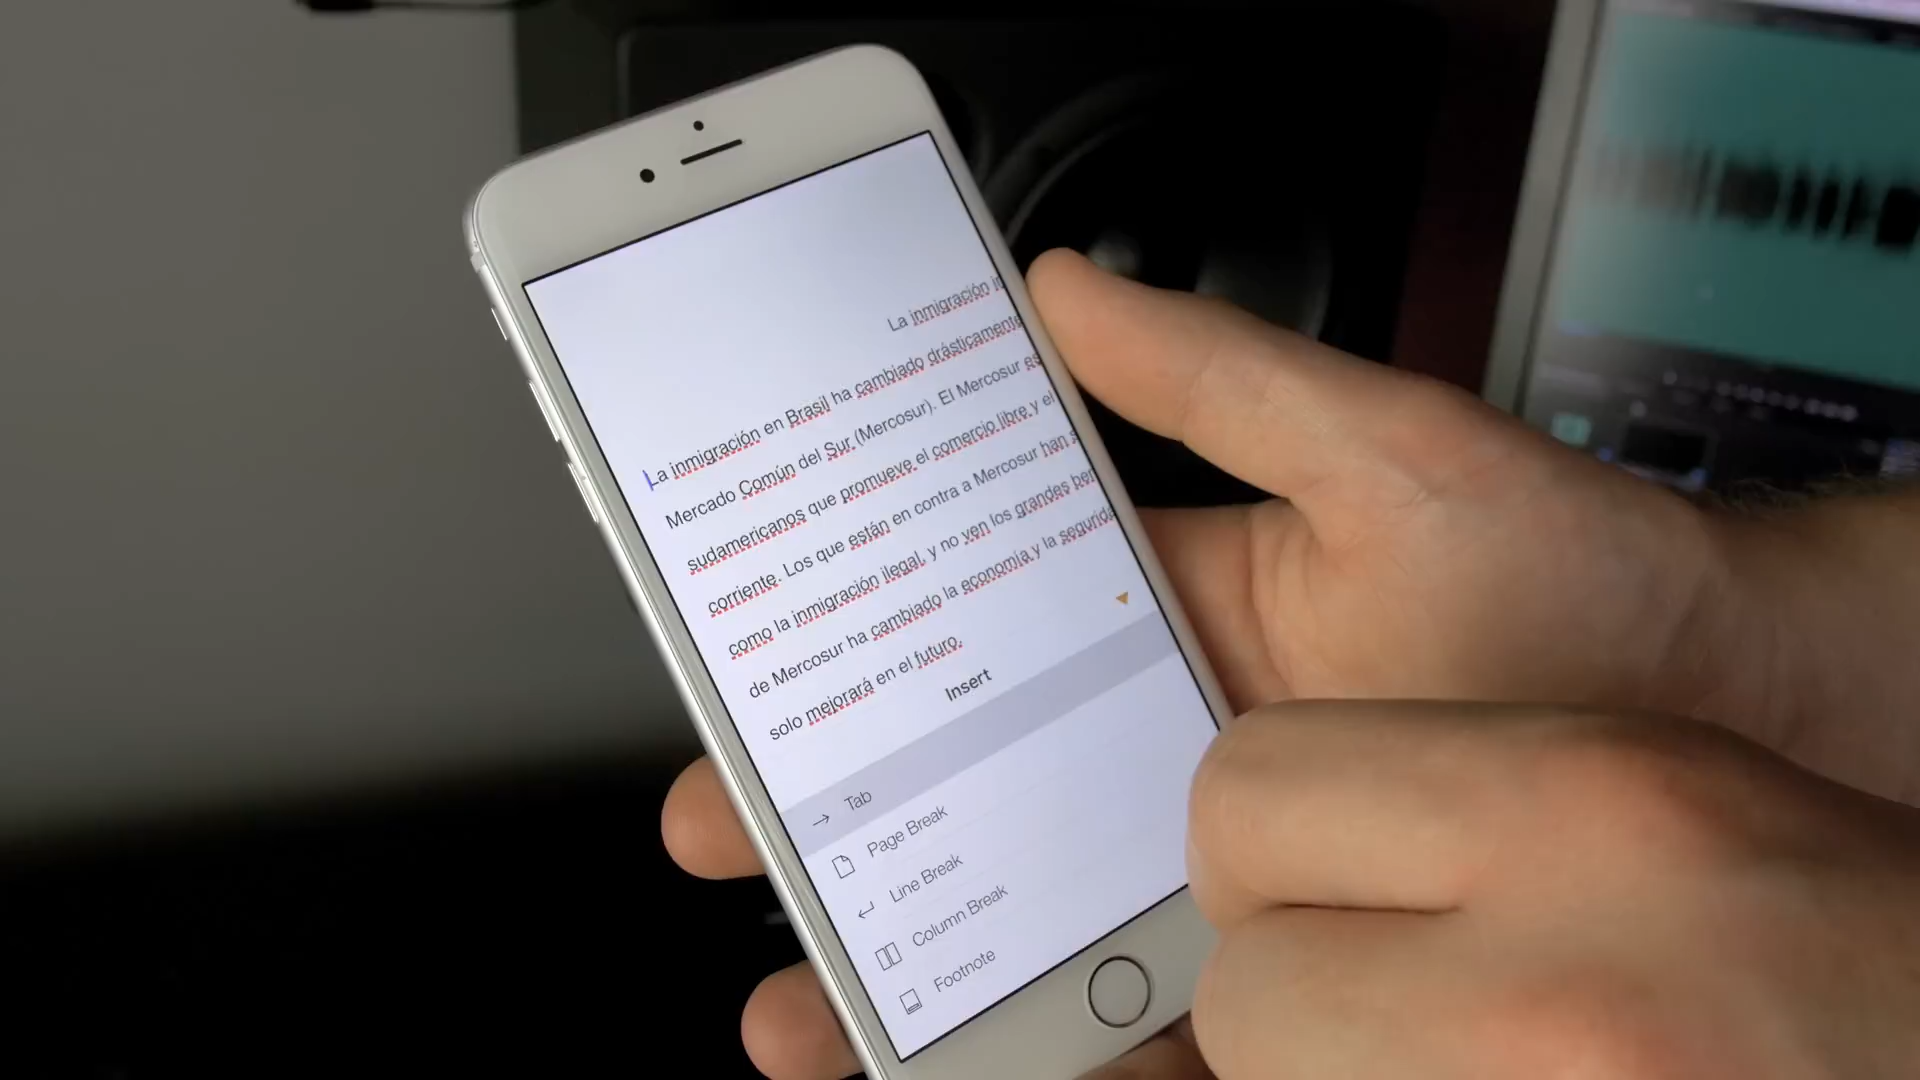 La inmigración
La inmigración en Brasil ha cambiado drásticamente
Mercado Común del Sur (Mercosur). El Mercosur es
sudamericanos que promueve el comercio libre y el
corriente. Los que están en contra a Mercosur han
como la inmigración ilegal, y no ven los grandes
de Mercosur ha cambiado la economía y la
solo mejorará en el futuro.
Insert
Tab
Page Break
Line Break
Column Break
Footnote